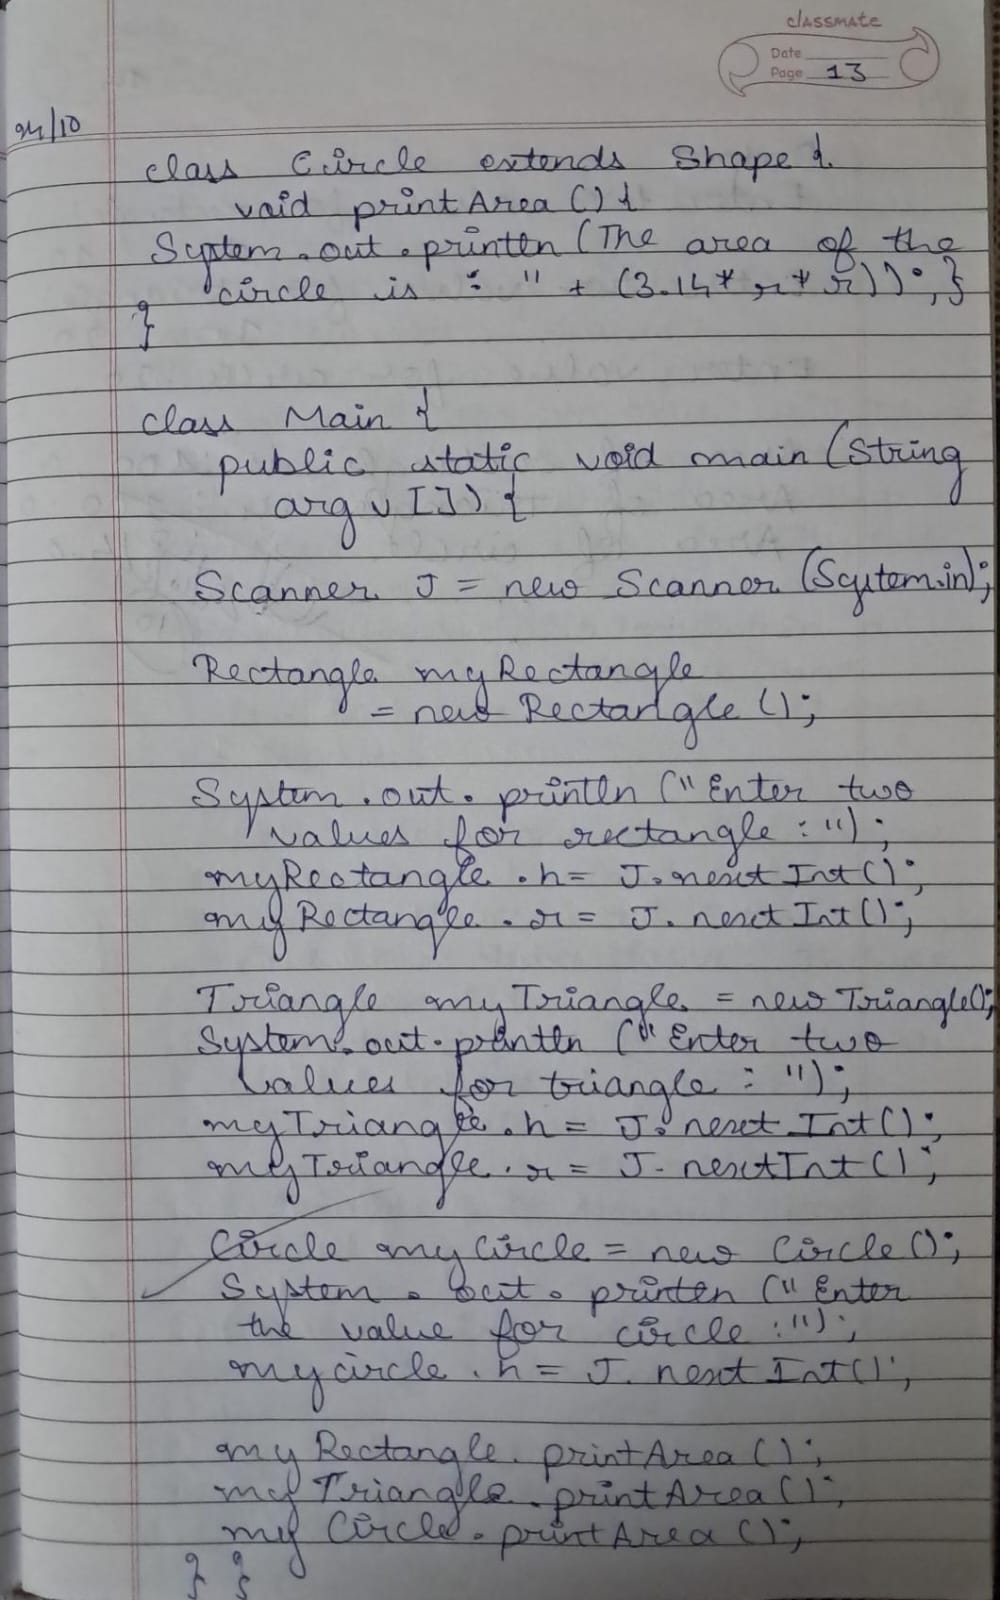 classmate
Date
Page 13
24/10
class Circle extends Shape {
void printArea () {
System.out.println (The area of the
circle is : " + (3.14* r * r)); }
}
class Main {
public static void main (String
argv []) {
Scanner J = new Scanner (System.in);
Rectangle myRectangle
= new Rectangle ();
System.out.println (" Enter two
values for rectangle : ");
myRectangle.h = J.nextInt();
myRectangle.r = J.nextInt();
Triangle myTriangle = new Triangle();
System.out.println (" Enter two
values for triangle : ");
myTriangle.h = J.nextInt();
myTriangle.r = J.nextInt();
Circle myCircle = new Circle ();
System.out.println (" Enter
the value for circle : ");
mycircle.h = J.nextInt();
myRectangle.printArea ();
myTriangle.printArea ();
myCircle.printArea ();
} }